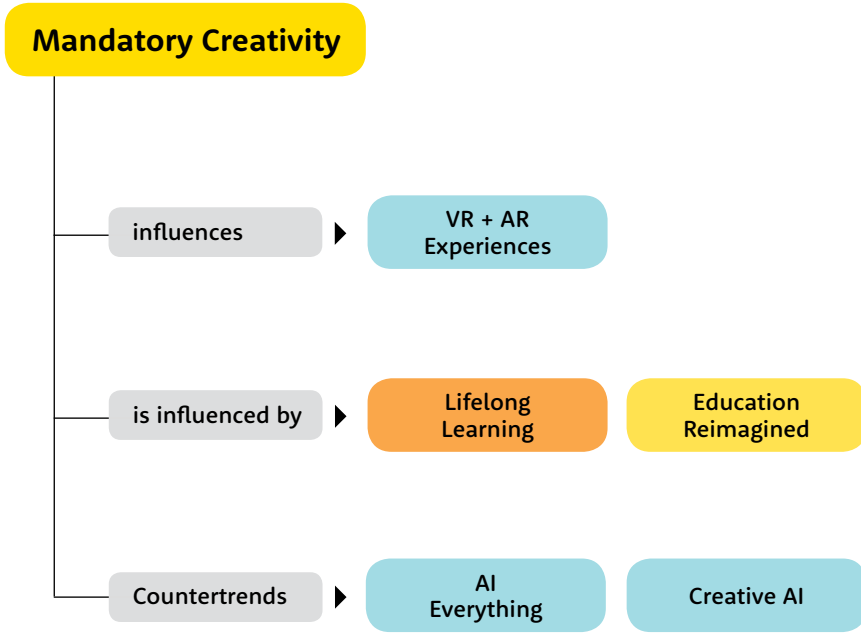 Mandatory Creativity
influences
VR + AR
Experiences
is influenced by
Lifelong
Learning
Education
Reimagined
Countertrends
AI
Everything
Creative AI